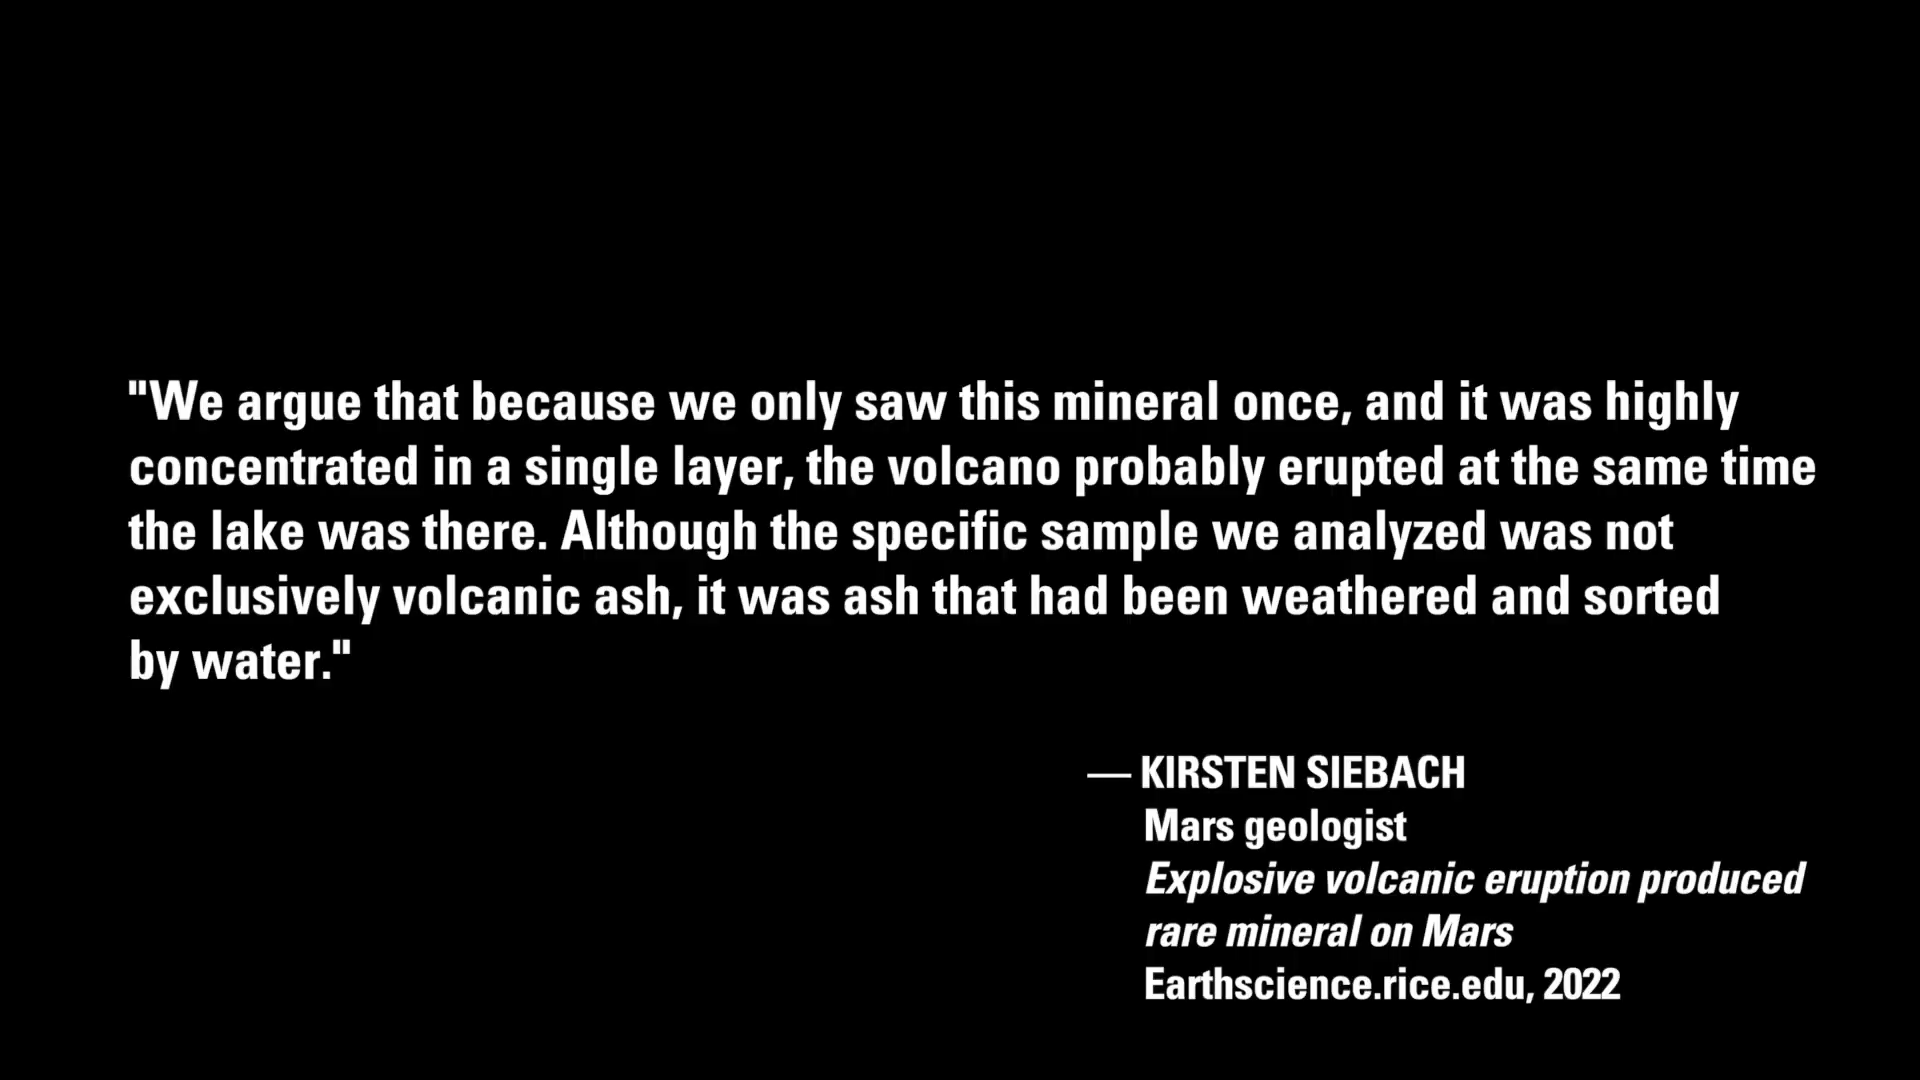 "We argue that because we only saw this mineral once, and it was highly
concentrated in a single layer, the volcano probably erupted at the same time
the lake was there. Although the specific sample we analyzed was not
exclusively volcanic ash, it was ash that had been weathered and sorted
by water."
— KIRSTEN SIEBACH
Mars geologist
Explosive volcanic eruption produced
rare mineral on Mars
Earthscience.rice.edu, 2022